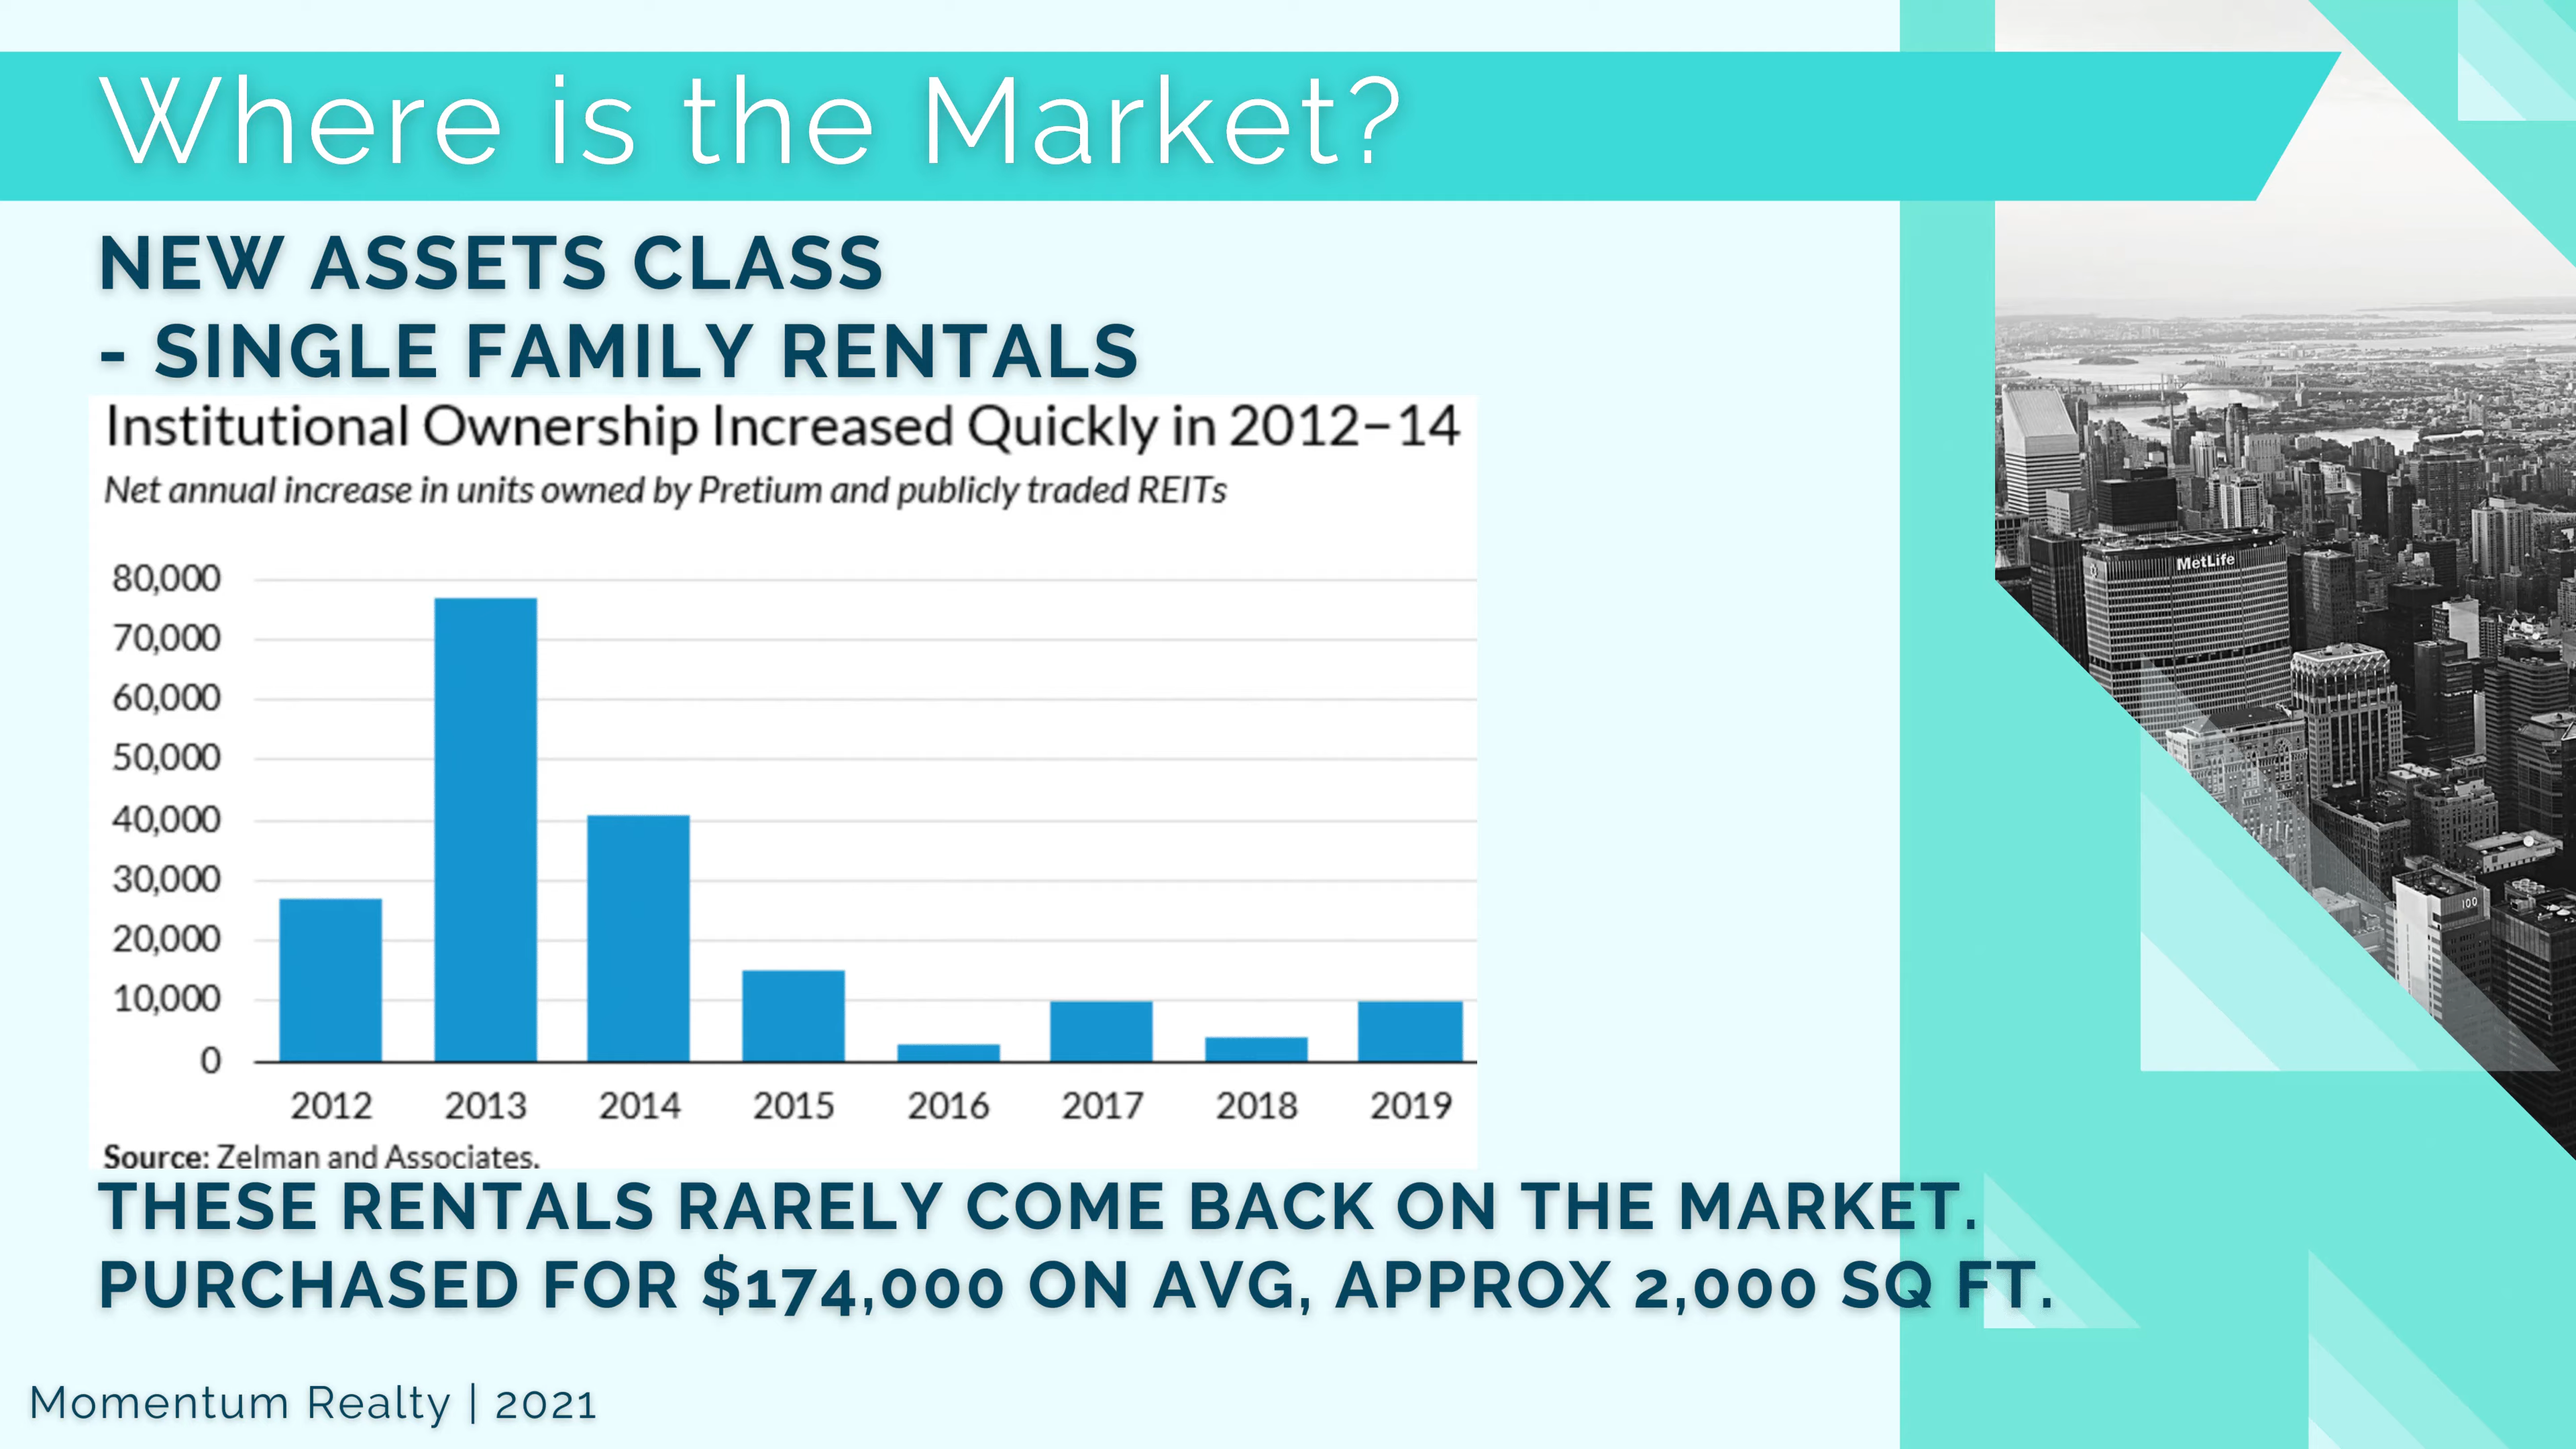 Where is the Market?
NEW ASSETS CLASS
- SINGLE FAMILY RENTALS
Institutional Ownership Increased Quickly in 2012–14
Net annual increase in units owned by Pretium and publicly traded REITs
80,000
70,000
60,000
50,000
40,000
30,000
20,000
10,000
0
2012 2013 2014 2015 2016 2017 2018 2019
Source: Zelman and Associates.
THESE RENTALS RARELY COME BACK ON THE MARKET.
PURCHASED FOR $174,000 ON AVG, APPROX 2,000 SQ FT.
Momentum Realty | 2021
MetLife
100